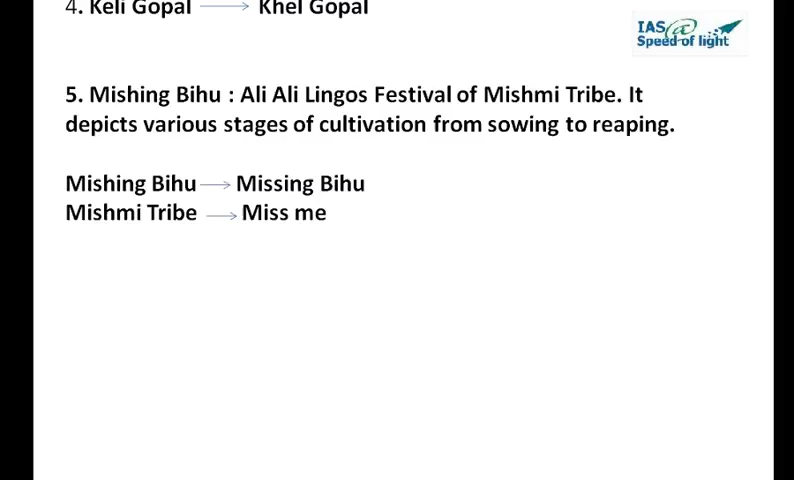 4. Keli Gopal → Khel Gopal
IAS@
Speed of light
5. Mishing Bihu : Ali Ali Lingos Festival of Mishmi Tribe. It
depicts various stages of cultivation from sowing to reaping.
Mishing Bihu → Missing Bihu
Mishmi Tribe → Miss me